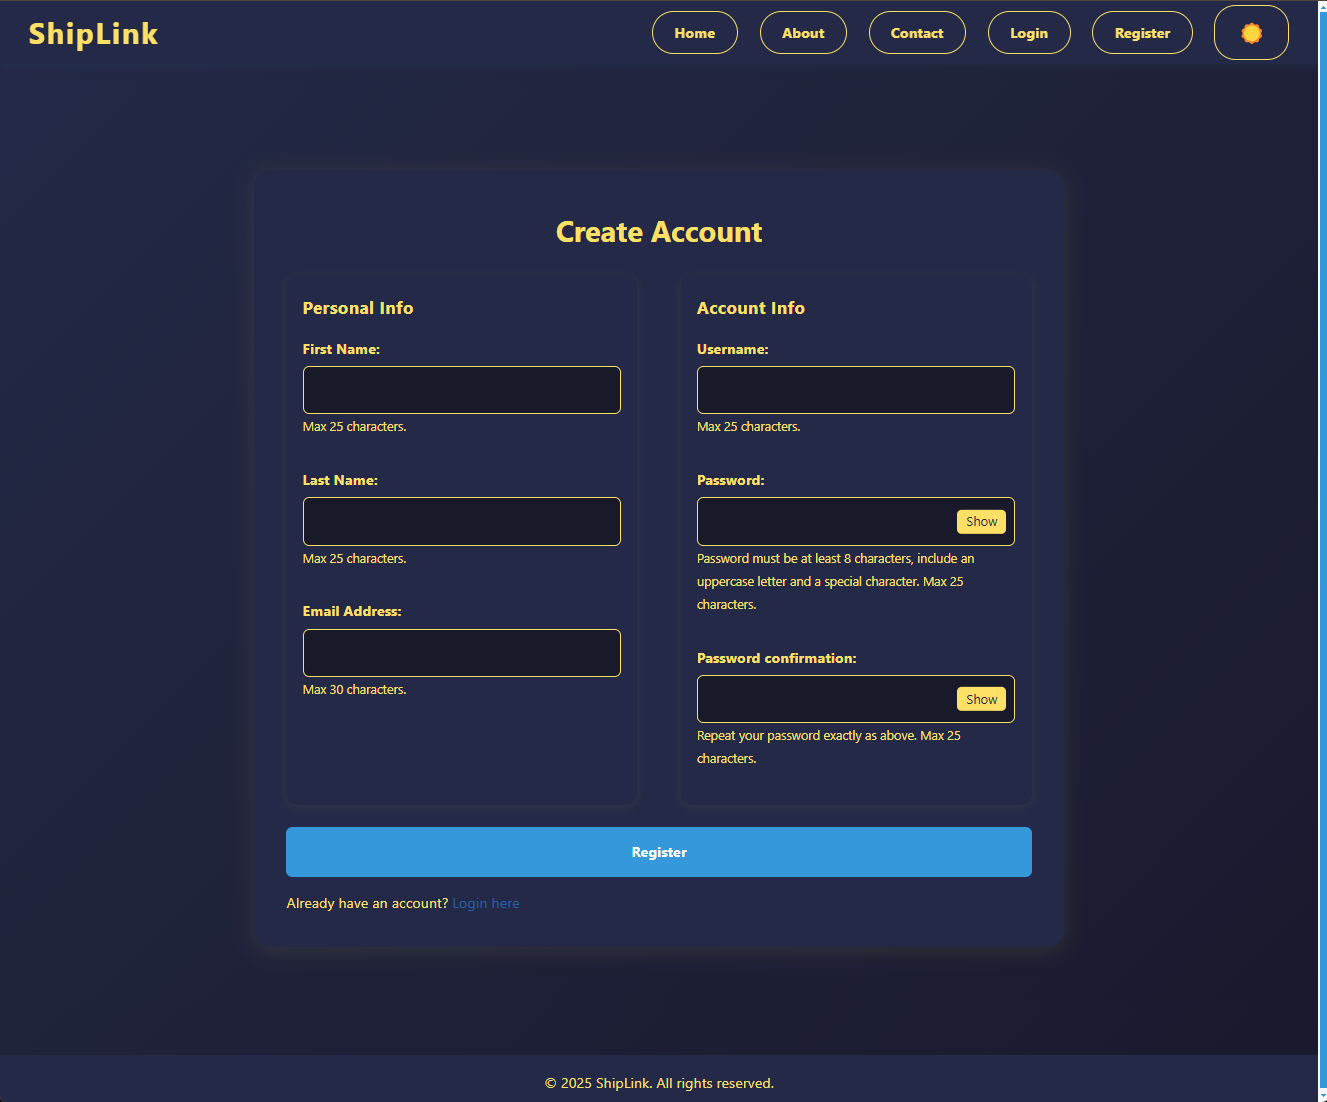 ShipLink
Home
About
Contact
Login
Register
Create Account
Personal Info
First Name:
Max 25 characters.
Last Name:
Max 25 characters.
Email Address:
Max 30 characters.
Account Info
Username:
Max 25 characters.
Password:
Show
Password must be at least 8 characters, include an
uppercase letter and a special character. Max 25
characters.
Password confirmation:
Show
Repeat your password exactly as above. Max 25
characters.
Register
Already have an account? Login here
© 2025 ShipLink. All rights reserved.